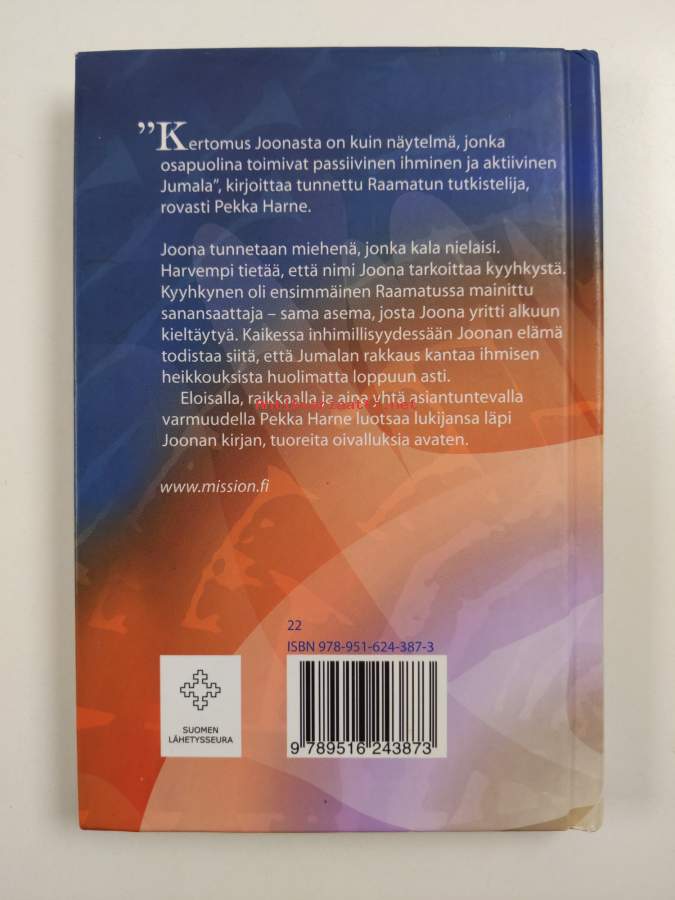 ”Kertomus Joonasta on kuin näytelmä, jonka
osapuolina toimivat passiivinen ihminen ja aktiivinen
Jumala”, kirjoittaa tunnettu Raamatun tutkistelija,
rovasti Pekka Harne.
Joona tunnetaan miehenä, jonka kala nielaisi.
Harvempi tietää, että nimi Joona tarkoittaa kyyhkystä.
Kyyhkynen oli ensimmäinen Raamatussa mainittu
sanansaattaja – sama asema, josta Joona yritti alkuun
kieltäytyä. Kaikessa inhimillisyydessään Joonan elämä
todistaa siitä, että Jumalan rakkaus kantaa ihmisen
heikkouksista huolimatta loppuun asti.
Eloisalla, raikkaalla ja aina yhtä asiantuntevalla
varmuudella Pekka Harne luotsaa lukijansa läpi
Joonan kirjan, tuoreita oivalluksia avaten.
www.mission.fi
22
ISBN 978-951-624-387-3
SUOMEN
LÄHETYSSEURA
9 789516 243873